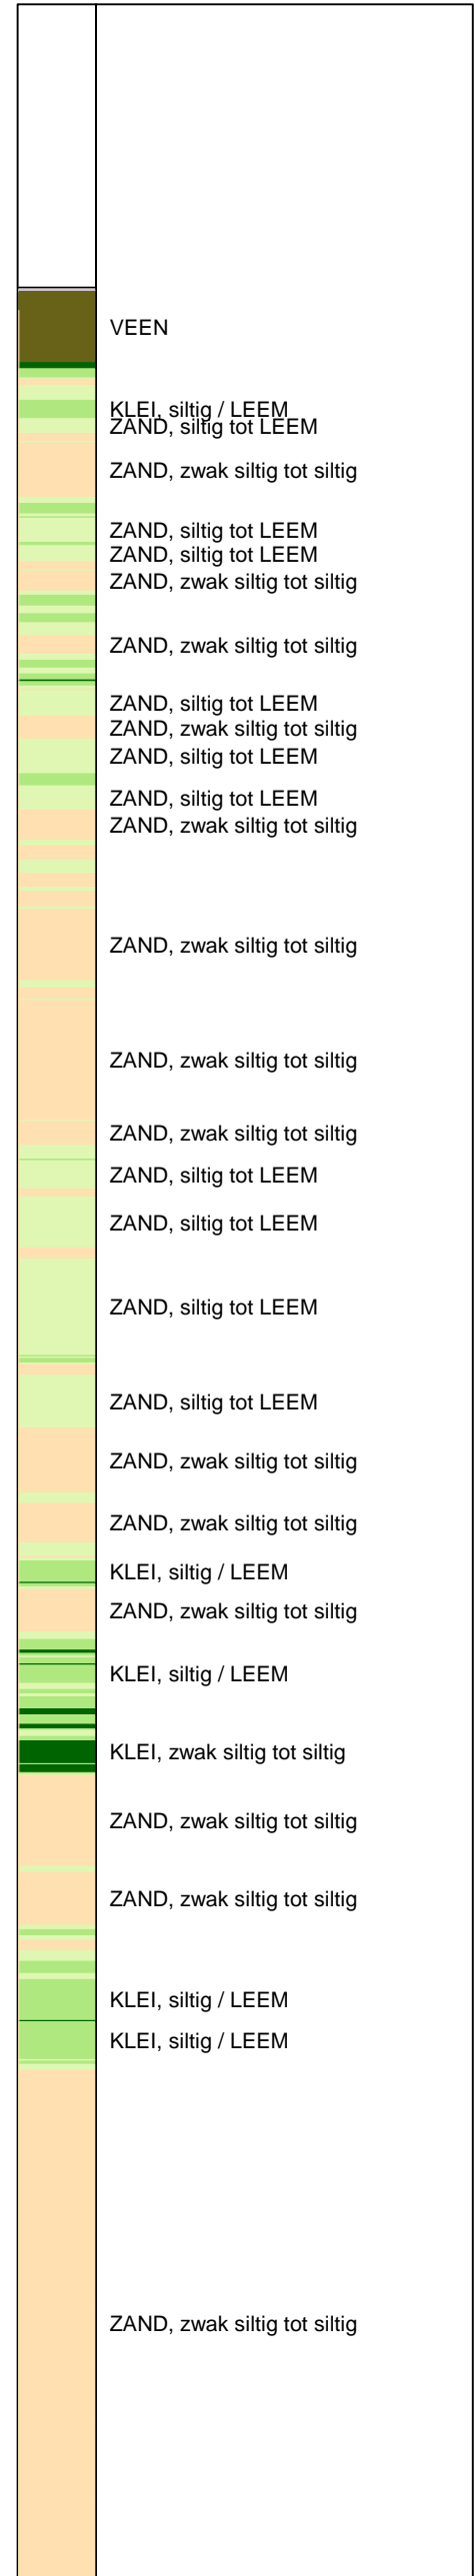 VEEN
KLEI, siltig / LEEM
ZAND, siltig tot LEEM
ZAND, zwak siltig tot siltig
ZAND, siltig tot LEEM
ZAND, siltig tot LEEM
ZAND, zwak siltig tot siltig
ZAND, zwak siltig tot siltig
ZAND, siltig tot LEEM
ZAND, zwak siltig tot siltig
ZAND, siltig tot LEEM
ZAND, siltig tot LEEM
ZAND, zwak siltig tot siltig
ZAND, zwak siltig tot siltig
ZAND, zwak siltig tot siltig
ZAND, zwak siltig tot siltig
ZAND, siltig tot LEEM
ZAND, siltig tot LEEM
ZAND, siltig tot LEEM
ZAND, siltig tot LEEM
ZAND, zwak siltig tot siltig
ZAND, zwak siltig tot siltig
KLEI, siltig / LEEM
ZAND, zwak siltig tot siltig
KLEI, siltig / LEEM
KLEI, zwak siltig tot siltig
ZAND, zwak siltig tot siltig
ZAND, zwak siltig tot siltig
KLEI, siltig / LEEM
KLEI, siltig / LEEM
ZAND, zwak siltig tot siltig